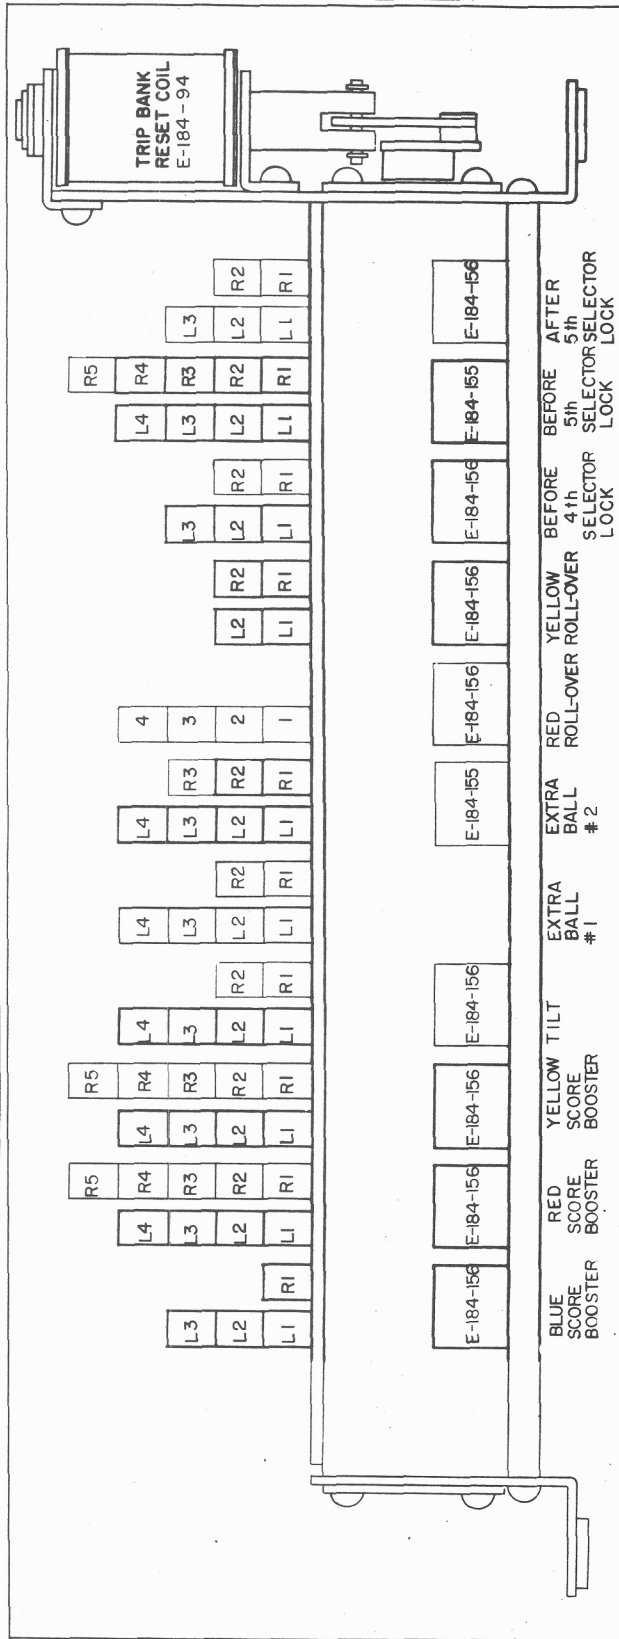 TRIP BANK
RESET COIL
E-184-94
R5 R5 R5
L4 R4 L4 R4 L4 L4 L4 4 L4 R4
L3 L3 R3 L3 R3 L3 L3 L3 R3 3 L3 L3 R3 L3
L2 L2 R2 L2 R2 L2 R2 L2 R2 L2 R2 2 L2 R2 L2 R2 L2 R2 L2 R2
L1 R1 L1 R1 L1 R1 L1 R1 L1 R1 L1 R1 1 L1 R1 L1 R1 L1 R1 L1 R1
E-184-156 E-184-156 E-184-156 E-184-156 E-184-155 E-184-156 E-184-156 E-184-156 E-184-155 E-184-156
BLUE
SCORE
BOOSTER
RED
SCORE
BOOSTER
YELLOW
SCORE
BOOSTER
TILT
EXTRA
BALL
#1
EXTRA
BALL
#2
RED
ROLL-OVER
YELLOW
ROLL-OVER
BEFORE
4th
SELECTOR
LOCK
BEFORE
5th
SELECTOR
LOCK
AFTER
5th
SELECTOR
LOCK